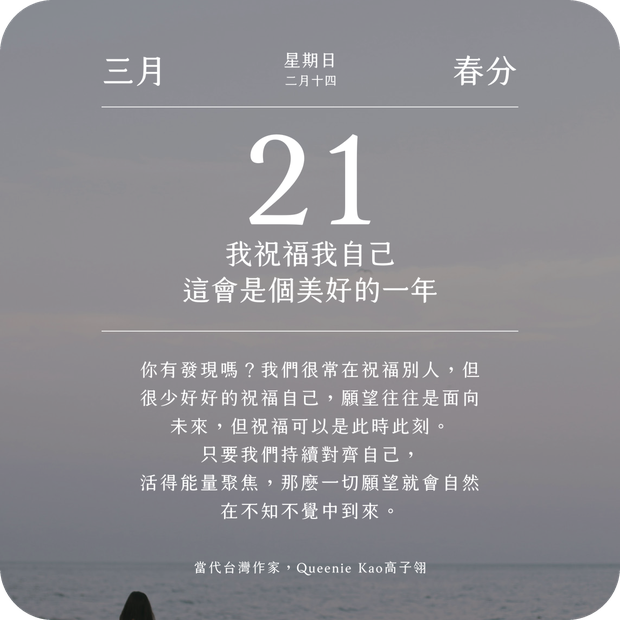 三月
星期日
二月十四
春分
21
我祝福我自己
這會是個美好的一年
你有發現嗎？我們很常在祝福別人，但
很少好好的祝福自己，願望往往是面向
未來，但祝福可以是此時此刻。
只要我們持續對齊自己，
活得能量聚焦，那麼一切願望就會自然
在不知不覺中到來。
當代台灣作家，Queenie Kao高子翎